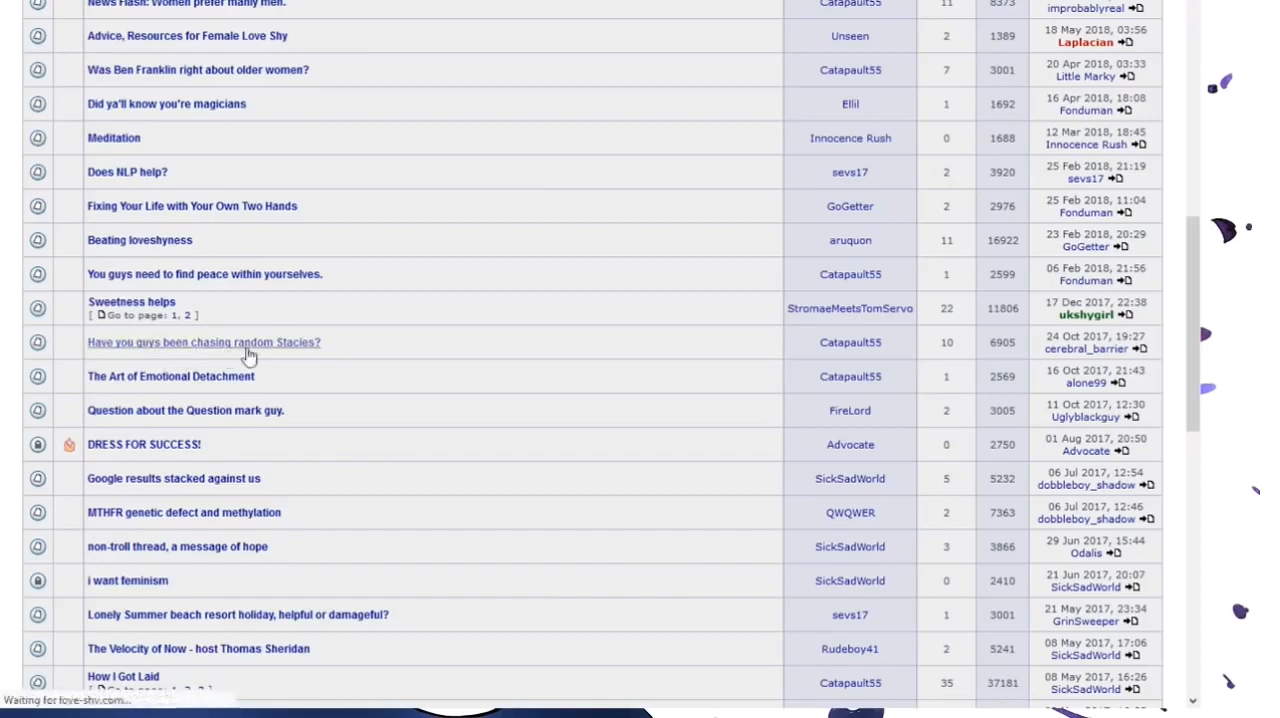 News Flash: Women prefer manly men. Catapault55 11 8373
improbablyreal
Advice, Resources for Female Love Shy Unseen 2 1389 18 May 2018, 03:56
Laplacian
Was Ben Franklin right about older women? Catapault55 7 3001 20 Apr 2018, 03:33
Little Marky
Did ya'll know you're magicians Ellil 1 1692 16 Apr 2018, 18:08
Fonduman
Meditation Innocence Rush 0 1688 12 Mar 2018, 18:45
Innocence Rush
Does NLP help? sevs17 2 3920 25 Feb 2018, 21:19
sevs17
Fixing Your Life with Your Own Two Hands GoGetter 2 2976 25 Feb 2018, 11:04
Fonduman
Beating loveshyness aruquon 11 16922 23 Feb 2018, 20:29
GoGetter
You guys need to find peace within yourselves. Catapault55 1 2599 06 Feb 2018, 21:56
Fonduman
Sweetness helps StromaeMeetsTomServo 22 11806 17 Dec 2017, 22:38
[ Go to page: 1, 2 ] ukshygirl
Have you guys been chasing random Stacies? Catapault55 10 6905 24 Oct 2017, 19:27
cerebral_barrier
The Art of Emotional Detachment Catapault55 1 2569 16 Oct 2017, 21:43
alone99
Question about the Question mark guy. FireLord 2 3005 11 Oct 2017, 12:30
Uglyblackguy
DRESS FOR SUCCESS! Advocate 0 2750 01 Aug 2017, 20:50
Advocate
Google results stacked against us SickSadWorld 5 5232 06 Jul 2017, 12:54
dobbleboy_shadow
MTHFR genetic defect and methylation QWQWER 2 7363 06 Jul 2017, 12:46
dobbleboy_shadow
non-troll thread, a message of hope SickSadWorld 3 3866 29 Jun 2017, 15:44
Odalis
i want feminism SickSadWorld 0 2410 21 Jun 2017, 20:07
SickSadWorld
Lonely Summer beach resort holiday, helpful or damageful? sevs17 1 3001 21 May 2017, 23:34
GrinSweeper
The Velocity of Now - host Thomas Sheridan Rudeboy41 2 5241 08 May 2017, 17:06
SickSadWorld
How I Got Laid Catapault55 35 37181 08 May 2017, 16:26
[ Go to page: 1, 2, 3 ] SickSadWorld
Waiting for love-shy.com...